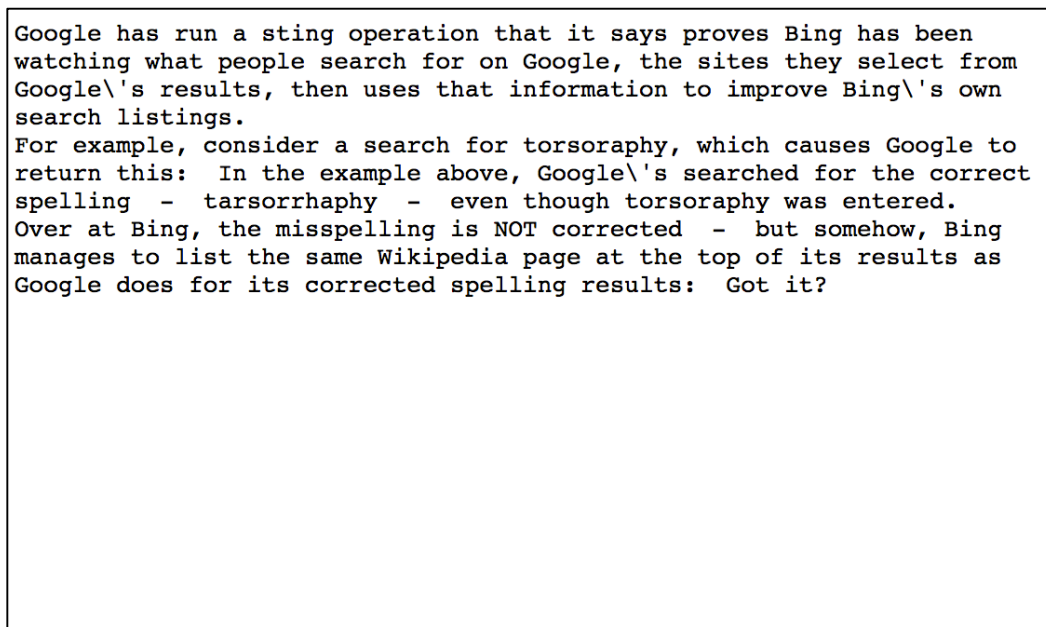 Google has run a sting operation that it says proves Bing has been
watching what people search for on Google, the sites they select from
Google\'s results, then uses that information to improve Bing\'s own
search listings.
For example, consider a search for torsoraphy, which causes Google to
return this:  In the example above, Google\'s searched for the correct
spelling  -  tarsorrhaphy  -  even though torsoraphy was entered.
Over at Bing, the misspelling is NOT corrected  -  but somehow, Bing
manages to list the same Wikipedia page at the top of its results as
Google does for its corrected spelling results:  Got it?